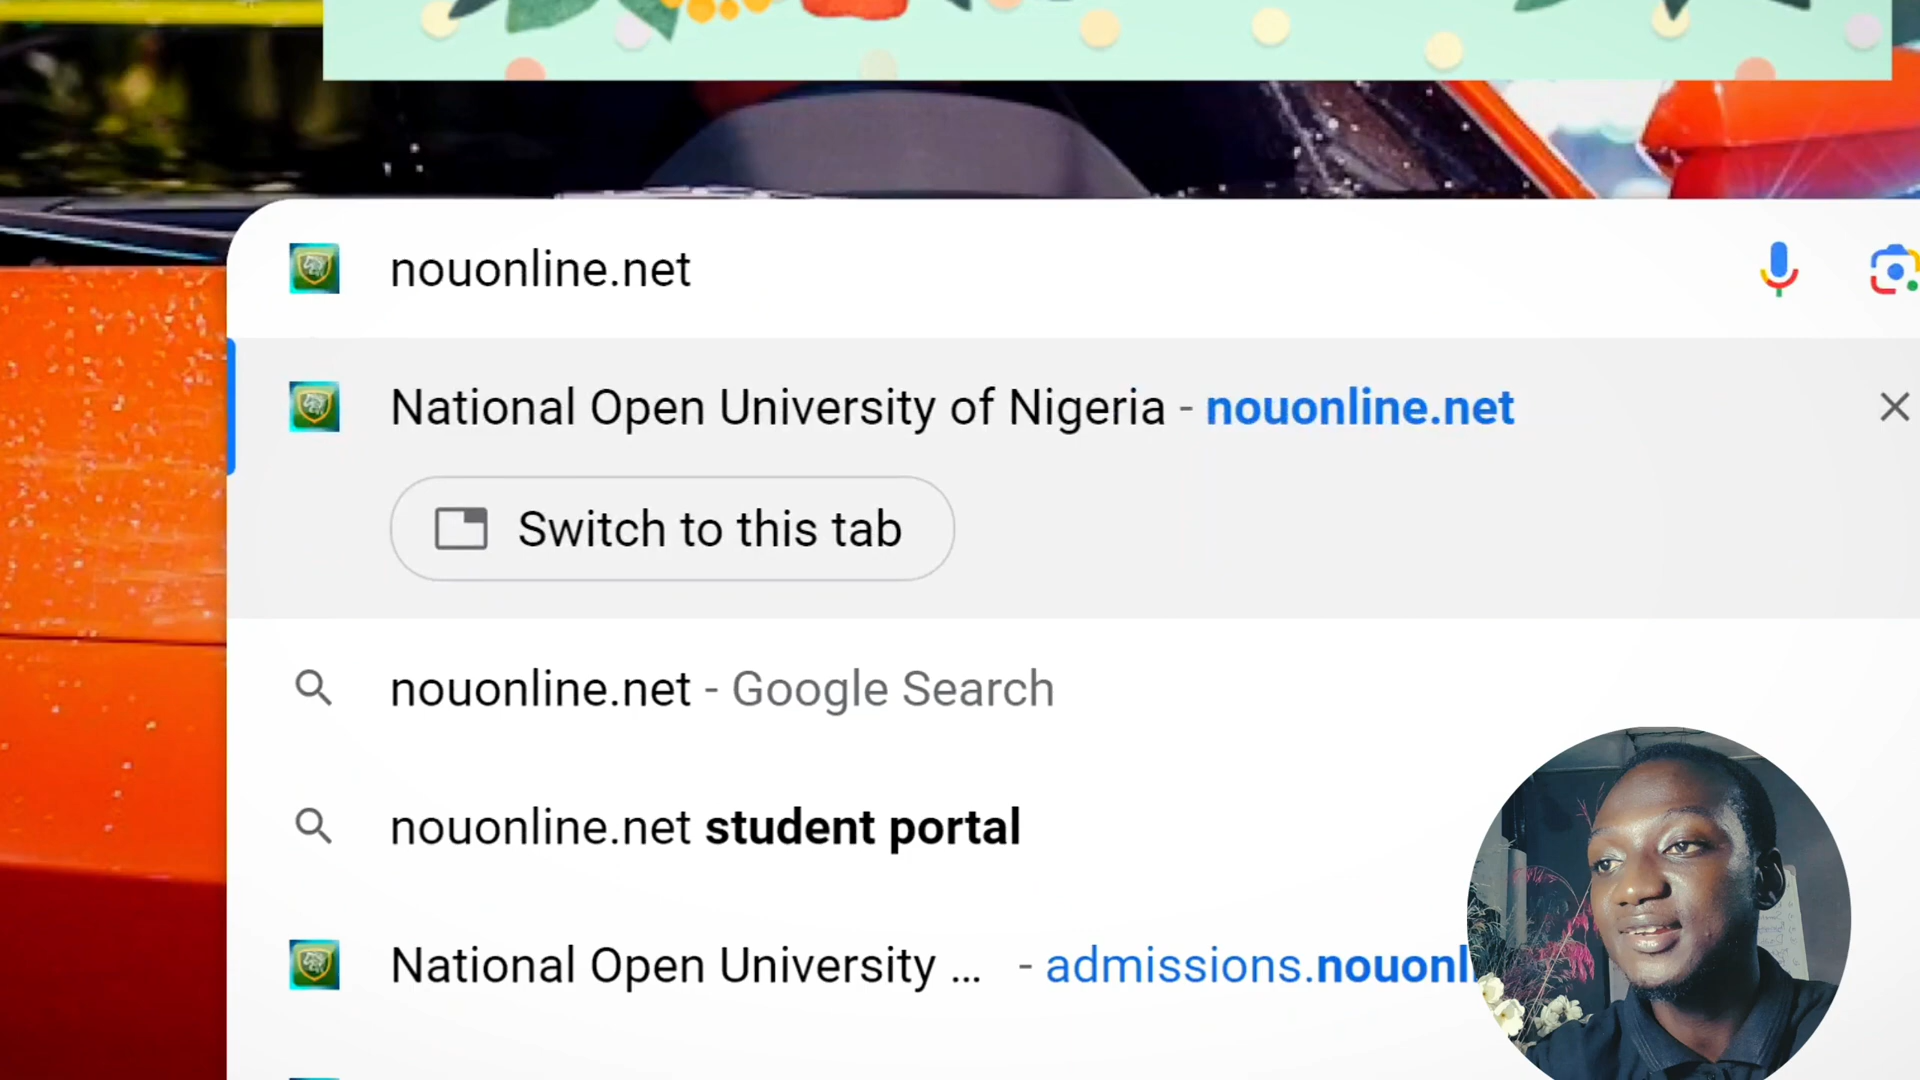 nouonline.net
National Open University of Nigeria - nouonline.net
Switch to this tab
nouonline.net - Google Search
nouonline.net student portal
National Open University ... - admissions.nouonl